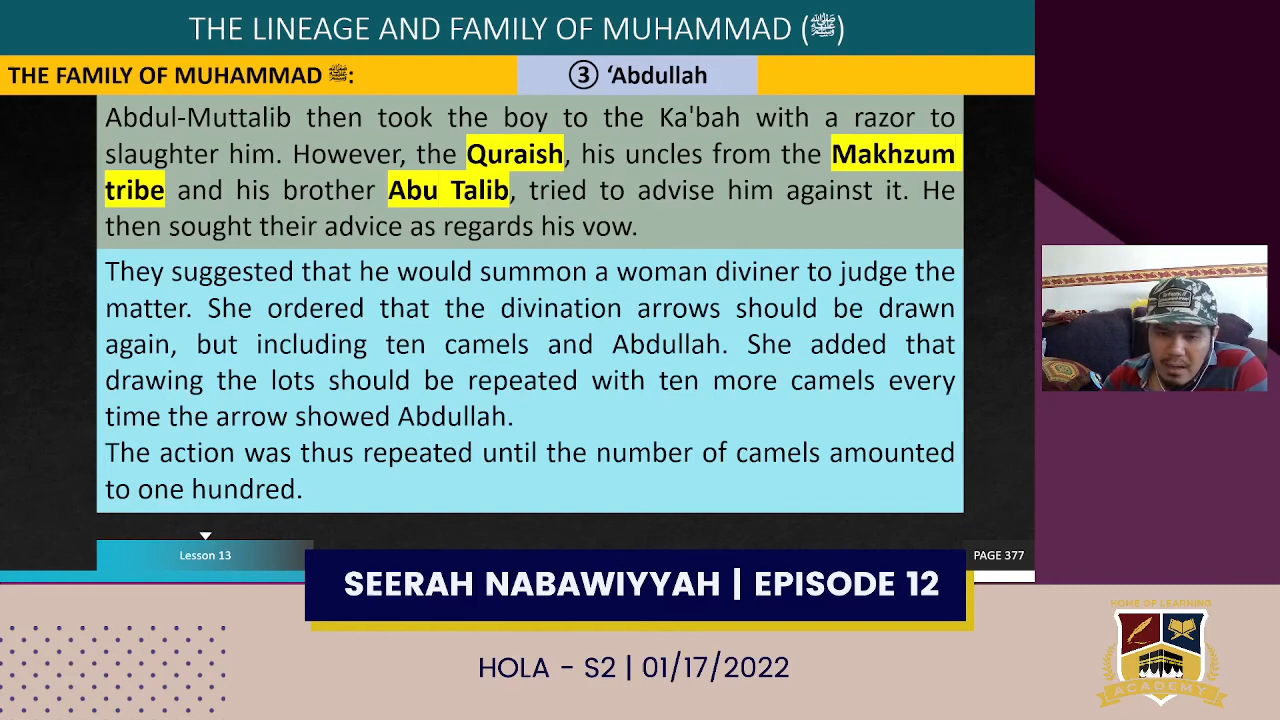 THE LINEAGE AND FAMILY OF MUHAMMAD (ﷺ)
THE FAMILY OF MUHAMMAD ﷺ:
③ ‘Abdullah
Abdul-Muttalib then took the boy to the Ka'bah with a razor to
slaughter him. However, the Quraish, his uncles from the Makhzum
tribe and his brother Abu Talib, tried to advise him against it. He
then sought their advice as regards his vow.
They suggested that he would summon a woman diviner to judge the
matter. She ordered that the divination arrows should be drawn
again, but including ten camels and Abdullah. She added that
drawing the lots should be repeated with ten more camels every
time the arrow showed Abdullah.
The action was thus repeated until the number of camels amounted
to one hundred.
Lesson 13
PAGE 377
SEERAH NABAWIYYAH | EPISODE 12
HOLA - S2 | 01/17/2022
HOME OF LEARNING
ACADEMY